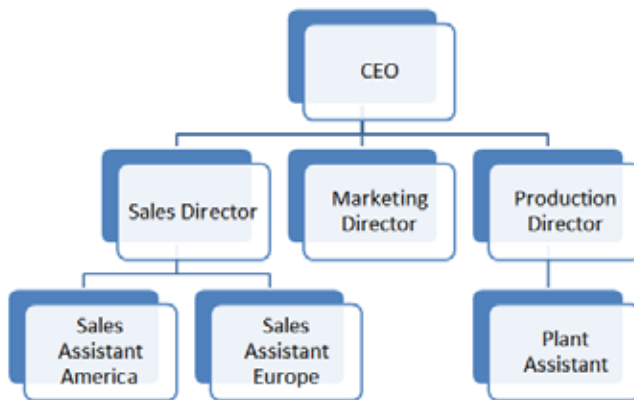 CEO
Sales Director
Marketing
Director
Production
Director
Sales
Assistant
America
Sales
Assistant
Europe
Plant
Assistant